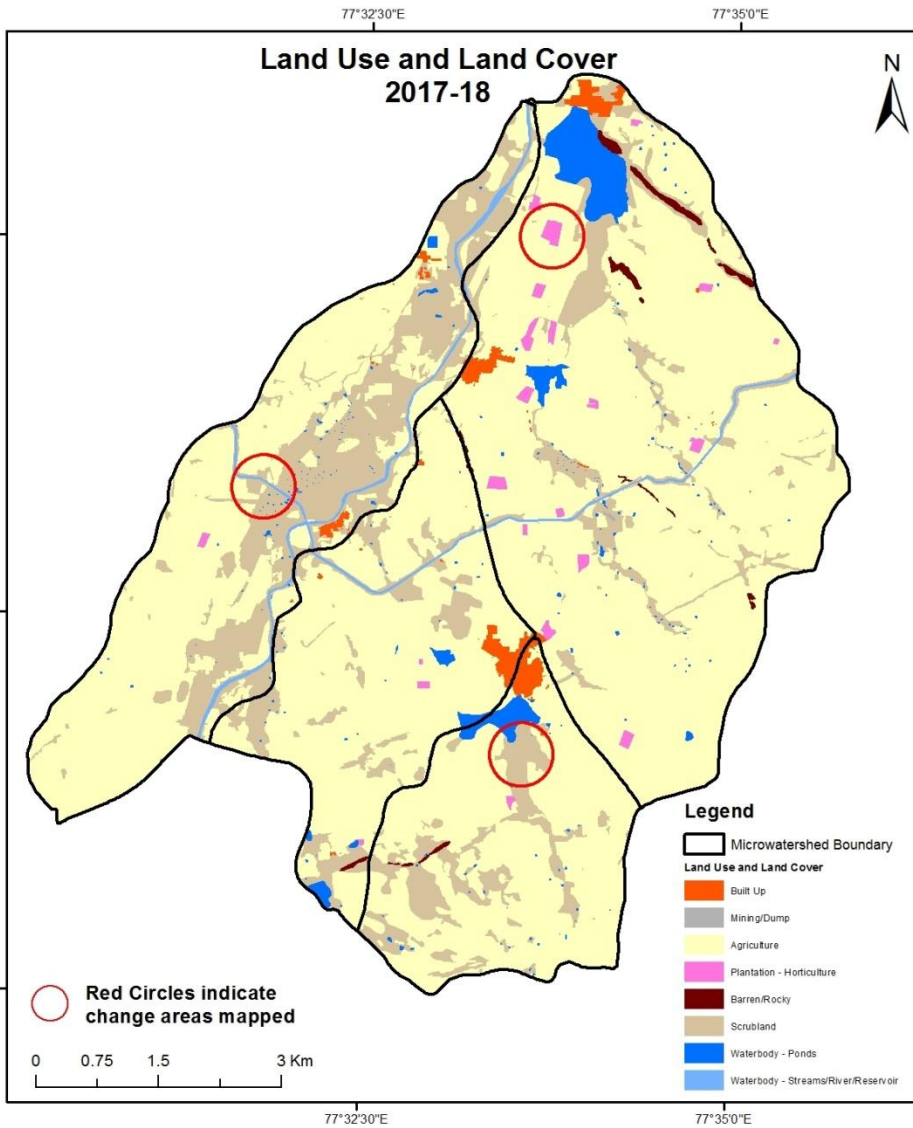 77°32'30"E
77°35'0"E
Land Use and Land Cover
2017-18
N
Legend
Microwatershed Boundary
Land Use and Land Cover
Built Up
Mining/Dump
Agriculture
Plantation - Horticulture
Barren/Rocky
Scrubland
Waterbody - Ponds
Waterbody - Streams/River/Reservoir
Red Circles indicate
change areas mapped
0 0.75 1.5 3 Km
77°32'30"E
77°35'0"E